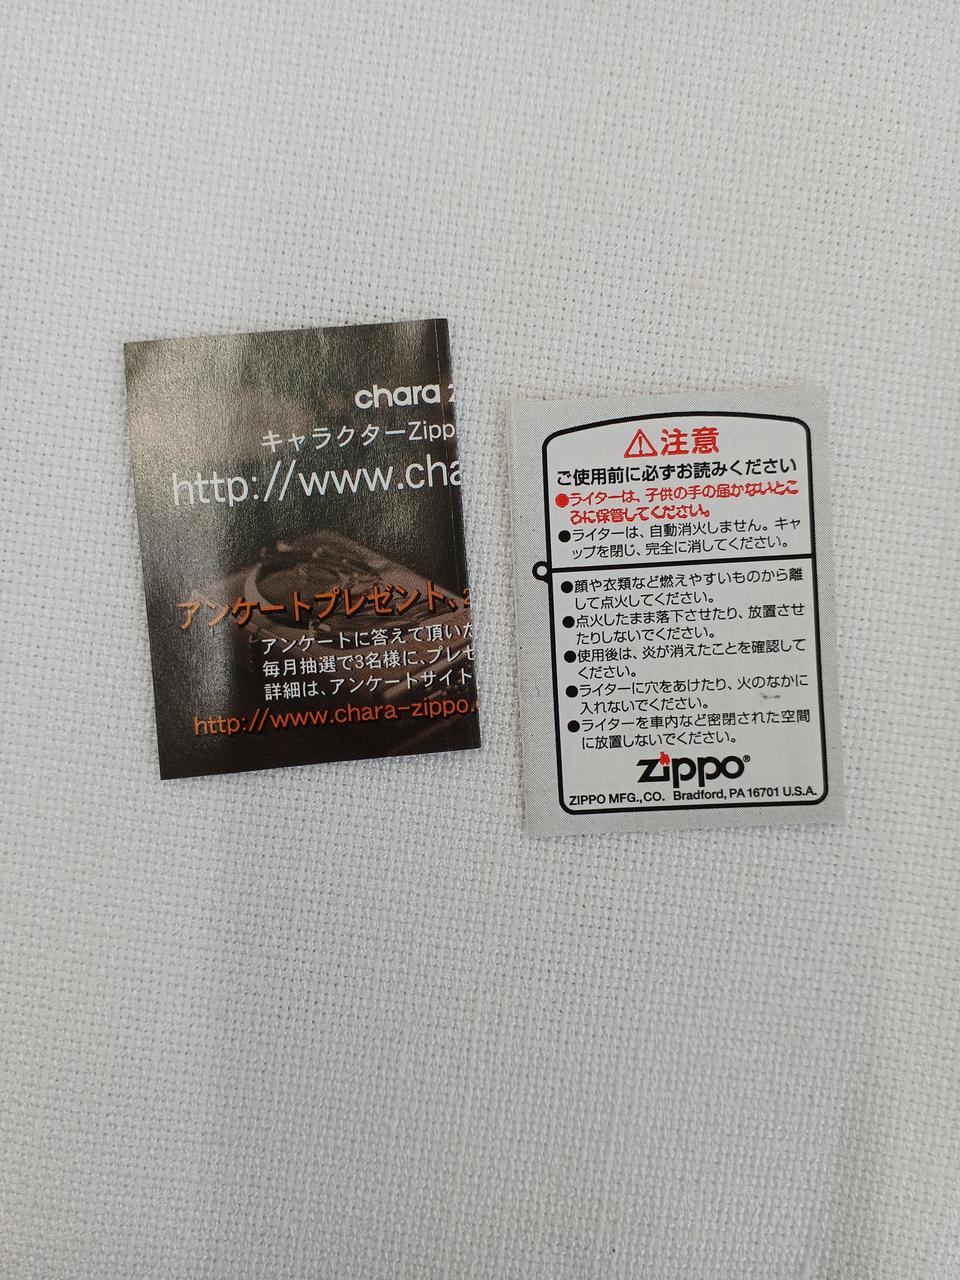 chara
キャラクターZipp
http://www.cha
アンケートプレゼント、
アンケートに答えて頂いた
毎月抽選で3名様に、プレゼ
詳細は、アンケートサイト
http://www.chara-zippo.
⚠注意
ご使用前に必ずお読みください
●ライターは、子供の手の届かないとこ
ろに保管してください。
●ライターは、自動消火しません。キャ
ップを閉じ、完全に消してください。
●顔や衣類など燃えやすいものから離
して点火してください。
●点火したまま落下させたり、放置させ
たりしないでください。
●使用後は、炎が消えたことを確認して
ください。
●ライターに穴をあけたり、火のなかに
入れないでください。
●ライターを車内など密閉された空間
に放置しないでください。
zippo®
ZIPPO MFG.,CO. Bradford, PA 16701 U.S.A.